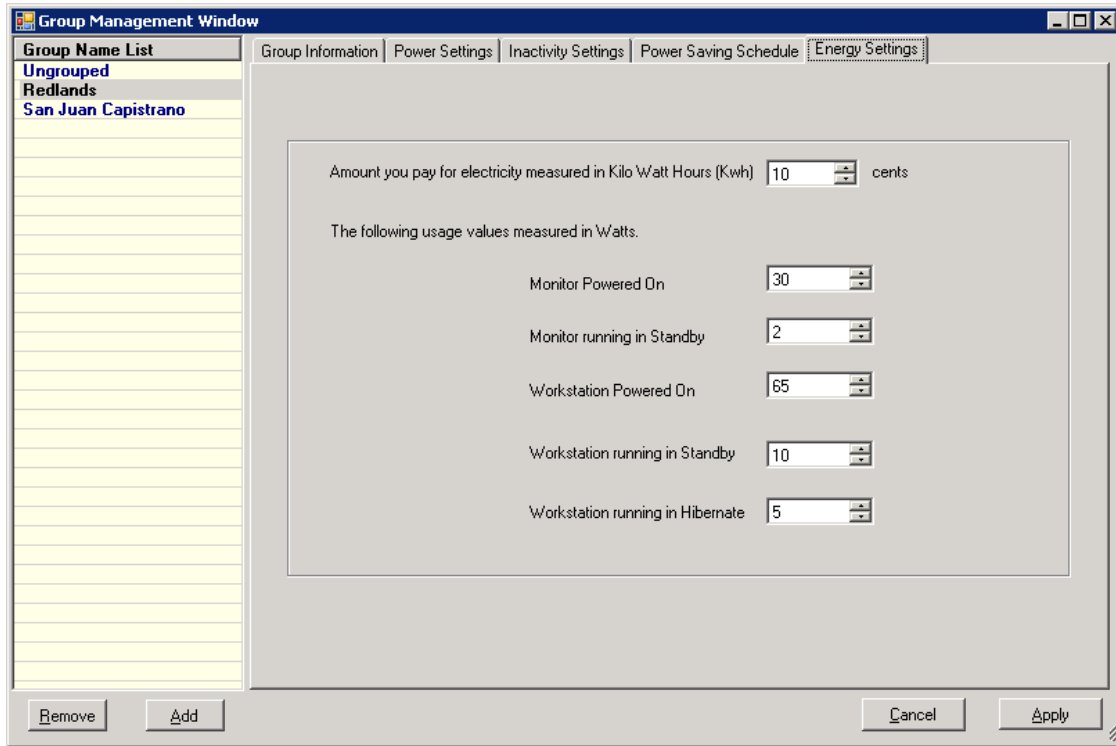 Group Management Window
Group Name List
Ungrouped
Redlands
San Juan Capistrano
Group Information
Power Settings
Inactivity Settings
Power Saving Schedule
Energy Settings
Amount you pay for electricity measured in Kilo Watt Hours (Kwh) 10 cents
The following usage values measured in Watts.
Monitor Powered On 30
Monitor running in Standby 2
Workstation Powered On 65
Workstation running in Standby 10
Workstation running in Hibernate 5
Remove
Add
Cancel
Apply